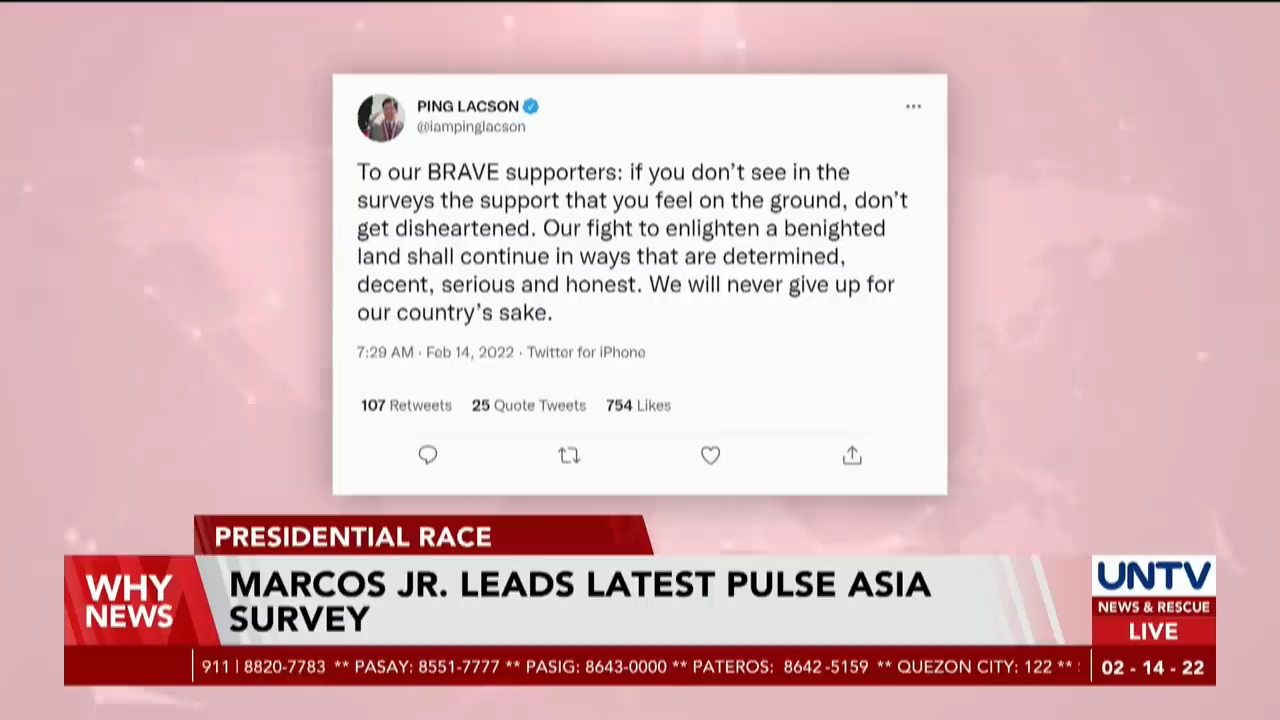 PING LACSON
@iampinglacson
To our BRAVE supporters: if you don't see in the
surveys the support that you feel on the ground, don't
get disheartened. Our fight to enlighten a benighted
land shall continue in ways that are determined,
decent, serious and honest. We will never give up for
our country's sake.
7:29 AM · Feb 14, 2022 · Twitter for iPhone
107 Retweets 25 Quote Tweets 754 Likes
PRESIDENTIAL RACE
WHY
NEWS
MARCOS JR. LEADS LATEST PULSE ASIA
SURVEY
UNTV
NEWS & RESCUE
LIVE
911 | 8820-7783 ** PASAY: 8551-7777 ** PASIG: 8643-0000 ** PATEROS: 8642-5159 ** QUEZON CITY: 122 **
02 - 14 - 22